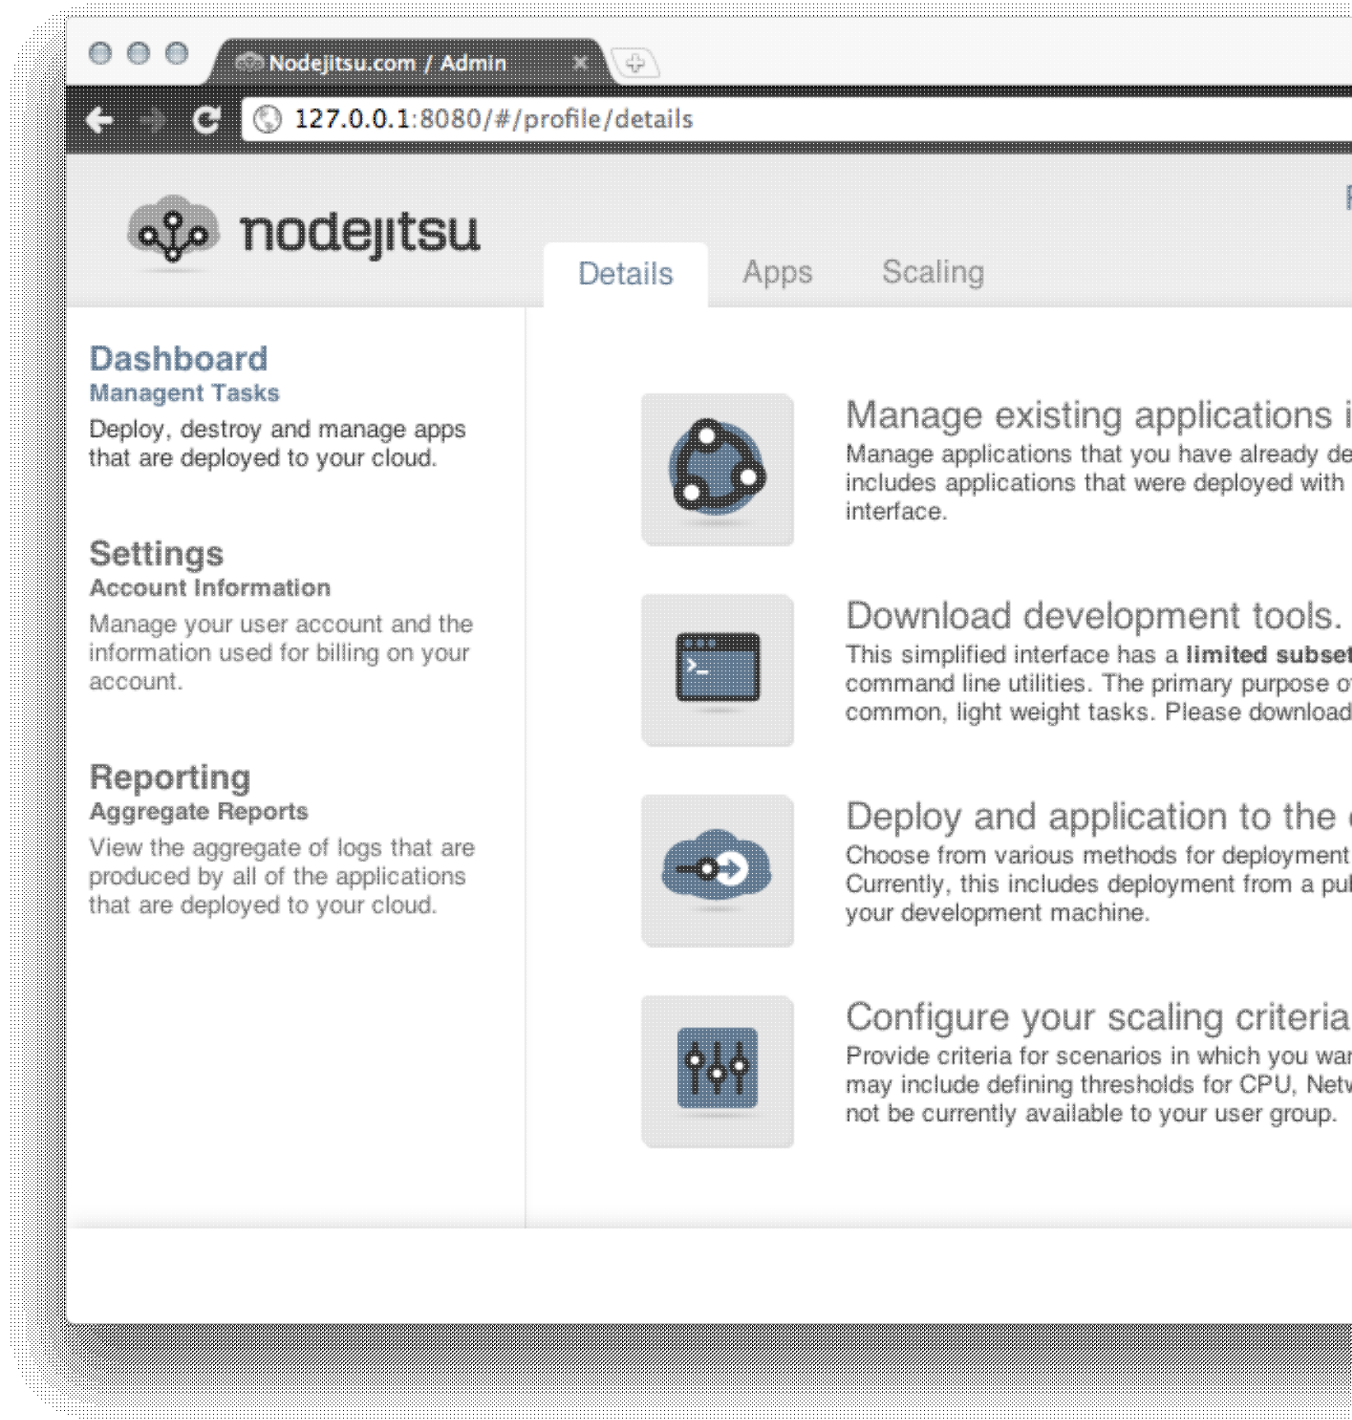 Nodejitsu.com / Admin
127.0.0.1:8080/#/profile/details
nodejitsu
Details
Apps
Scaling
Dashboard
Managent Tasks
Deploy, destroy and manage apps
that are deployed to your cloud.
Settings
Account Information
Manage your user account and the
information used for billing on your
account.
Reporting
Aggregate Reports
View the aggregate of logs that are
produced by all of the applications
that are deployed to your cloud.
Manage existing applications
Manage applications that you have already
includes applications that were deployed with
interface.
Download development tools.
This simplified interface has a limited subset
command line utilities. The primary purpose
common, light weight tasks. Please download
Deploy and application to the
Choose from various methods for deployment
Currently, this includes deployment from a
your development machine.
Configure your scaling criteria
Provide criteria for scenarios in which you
may include defining thresholds for CPU,
not be currently available to your user group.